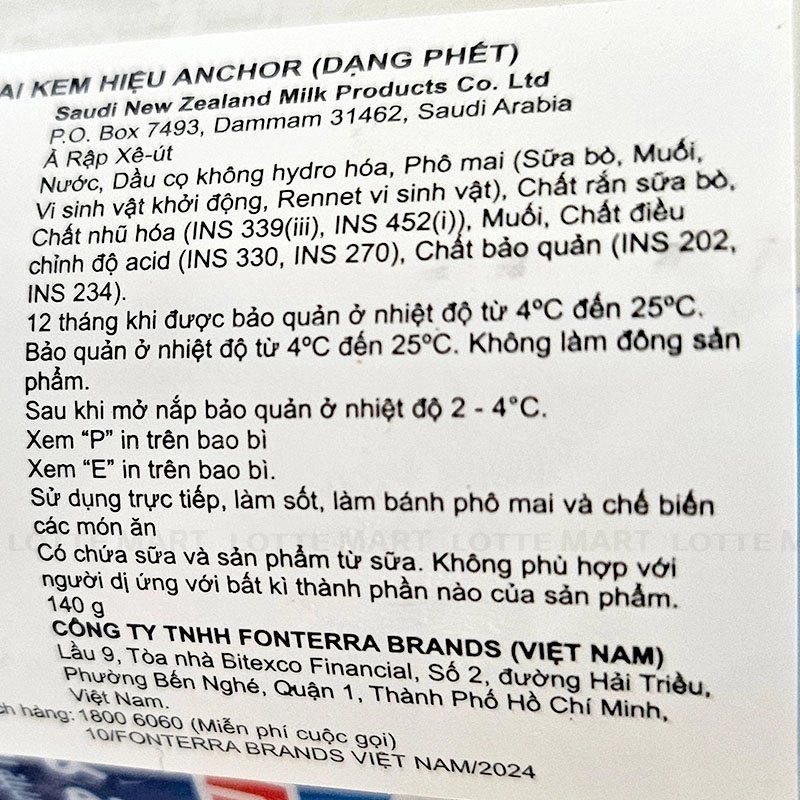 AI KEM HIỆU ANCHOR (DẠNG PHẾT)
Saudi New Zealand Milk Products Co. Ltd
P.O. Box 7493, Dammam 31462, Saudi Arabia
Ả Rập Xê-út
Nước, Dầu cọ không hydro hóa, Phô mai (Sữa bò, Muối,
Vi sinh vật khởi động, Rennet vi sinh vật), Chất rắn sữa bò,
Chất nhũ hóa (INS 339(iii), INS 452(i)), Muối, Chất điều
chỉnh độ acid (INS 330, INS 270), Chất bảo quản (INS 202,
INS 234).
12 tháng khi được bảo quản ở nhiệt độ từ 4ºC đến 25ºC.
Bảo quản ở nhiệt độ từ 4ºC đến 25ºC. Không làm đông sản
phẩm.
Sau khi mở nắp bảo quản ở nhiệt độ 2 - 4°C.
Xem “P” in trên bao bì
Xem “E” in trên bao bì.
Sử dụng trực tiếp, làm sốt, làm bánh phô mai và chế biến
các món ăn
LOTTE MART LOTTE MART LOTTE MART LOTTE M
Có chứa sữa và sản phẩm từ sữa. Không phù hợp với
người dị ứng với bất kì thành phần nào của sản phẩm.
140 g
CÔNG TY TNHH FONTERRA BRANDS (VIỆT NAM)
Lầu 9, Tòa nhà Bitexco Financial, Số 2, đường Hải Triều,
Phường Bến Nghé, Quận 1, Thành Phố Hồ Chí Minh,
Việt Nam.
ch hàng: 1800 6060 (Miễn phí cuộc gọi)
10/FONTERRA BRANDS VIỆT NAM/2024